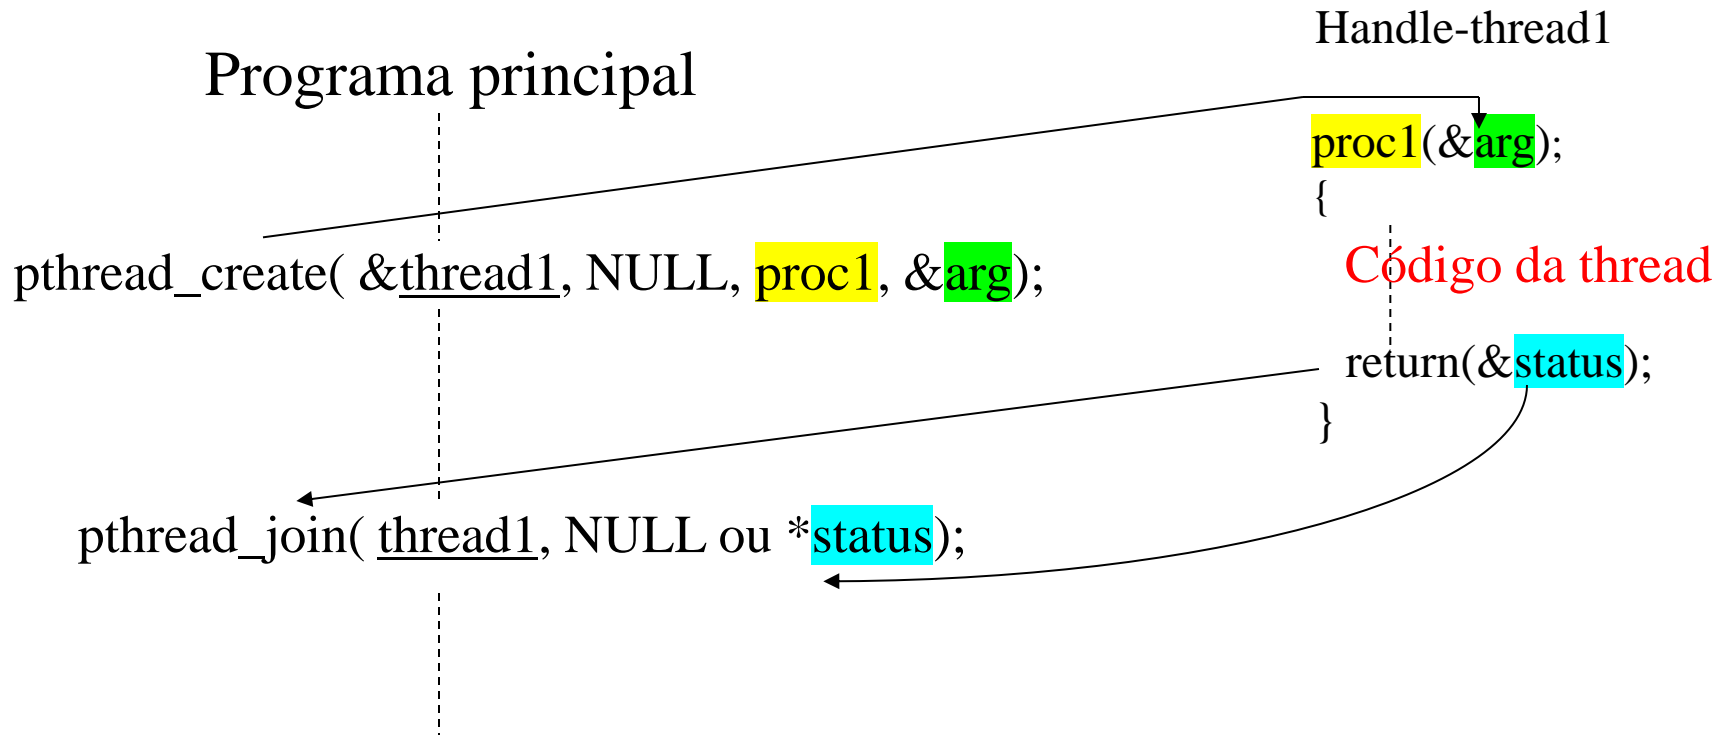 Handle-thread1
Programa principal
proc1(&arg);
{
pthread_create( &thread1, NULL, proc1, &arg);
Código da thread
return(&status);
}
pthread_join( thread1, NULL ou *status);